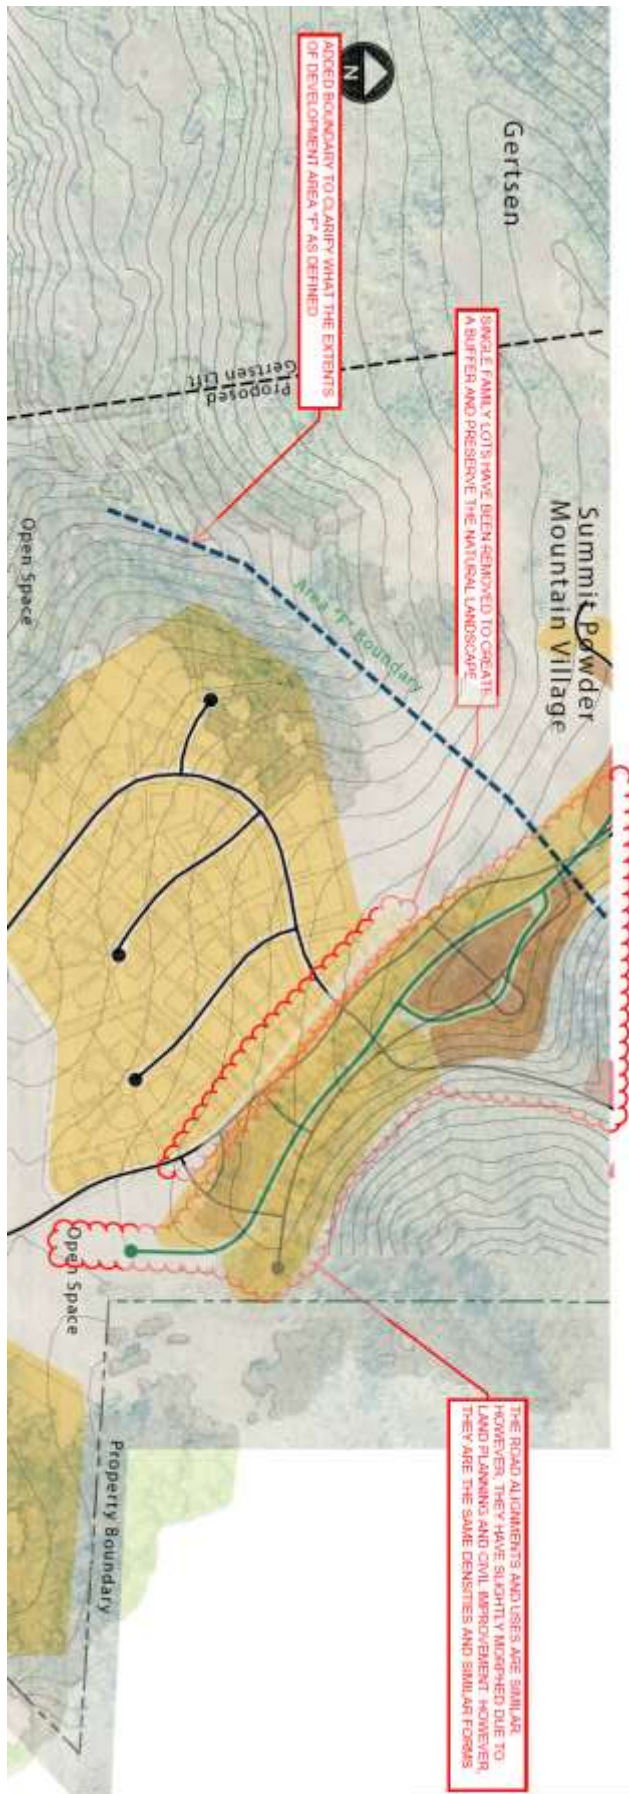 N
ADDED BOUNDARY TO CLARIFY WHAT THE EXTENTS
OF DEVELOPMENT AREA "F" AS DEFINED
Gertsen
SINGLE FAMILY LOTS HAVE BEEN REMOVED TO CREATE
A BUFFER AND PRESERVE THE NATURAL LANDSCAPE
Proposed
Gertsen Lift
Summit Powder
Mountain Village
Open Space
Area "F" Boundary
Open Space
THE ROAD ALIGNMENTS AND USES ARE SIMILAR
HOWEVER, THEY HAVE SLIGHTLY MORPHED DUE TO
LAND PLANNING AND CIVIL IMPROVEMENT. HOWEVER,
THEY ARE THE SAME DENSITIES AND SIMILAR FORMS
Property Boundary